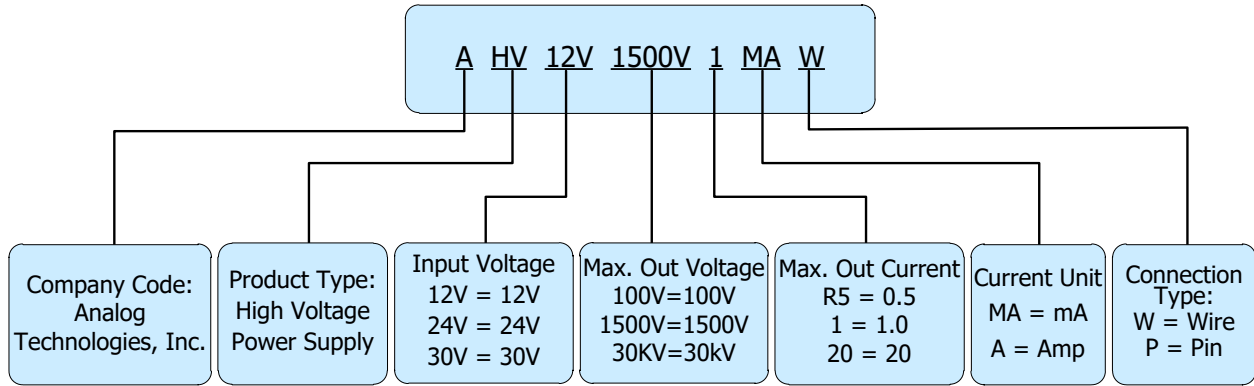 A HV 12V 1500V 1 MA W
Company Code:
Analog
Technologies, Inc.
Product Type:
High Voltage
Power Supply
Input Voltage
12V = 12V
24V = 24V
30V = 30V
Max. Out Voltage
100V=100V
1500V=1500V
30KV=30kV
Max. Out Current
R5 = 0.5
1 = 1.0
20 = 20
Current Unit
MA = mA
A = Amp
Connection
Type:
W = Wire
P = Pin